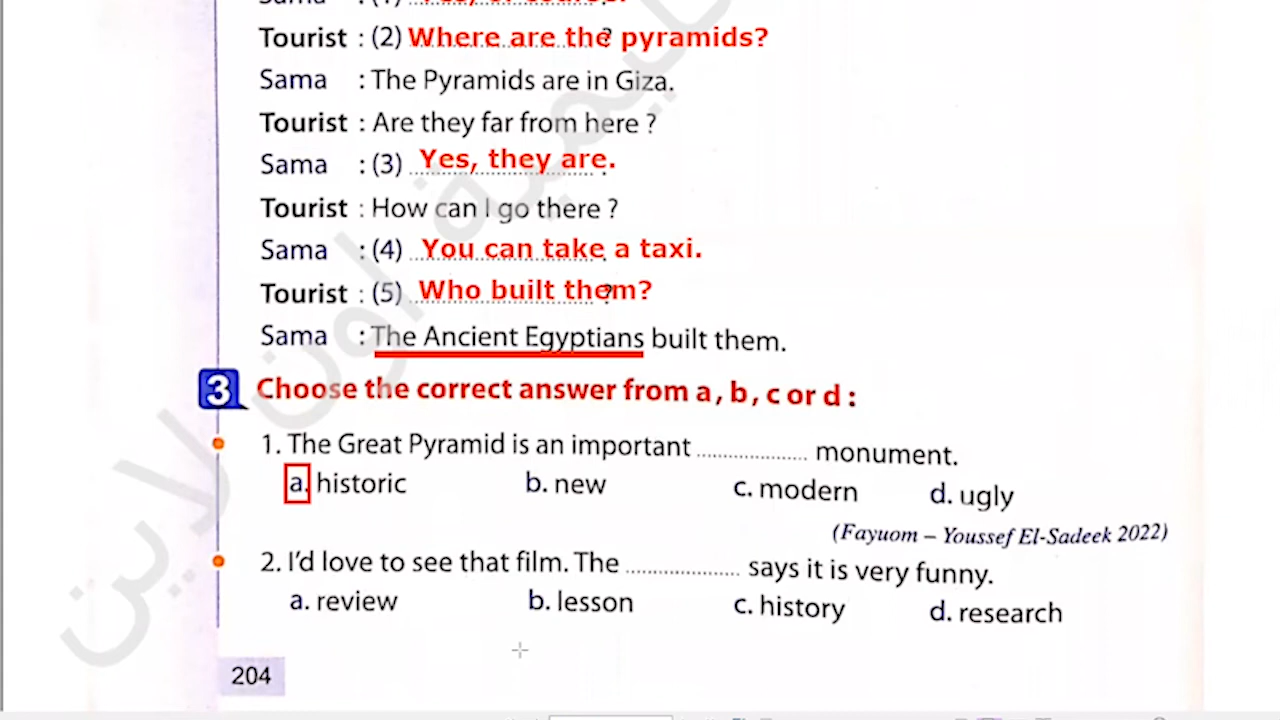 Tourist : (2) Where are the pyramids?
Sama : The Pyramids are in Giza.
Tourist : Are they far from here ?
Sama : (3) Yes, they are.
Tourist : How can I go there ?
Sama : (4) You can take a taxi.
Tourist : (5) Who built them?
Sama : The Ancient Egyptians built them.
3 Choose the correct answer from a, b, c or d :
1. The Great Pyramid is an important .................... monument.
a. historic b. new c. modern d. ugly
(Fayuom – Youssef El-Sadeek 2022)
2. I'd love to see that film. The ..................... says it is very funny.
a. review b. lesson c. history d. research
204
اون لاين